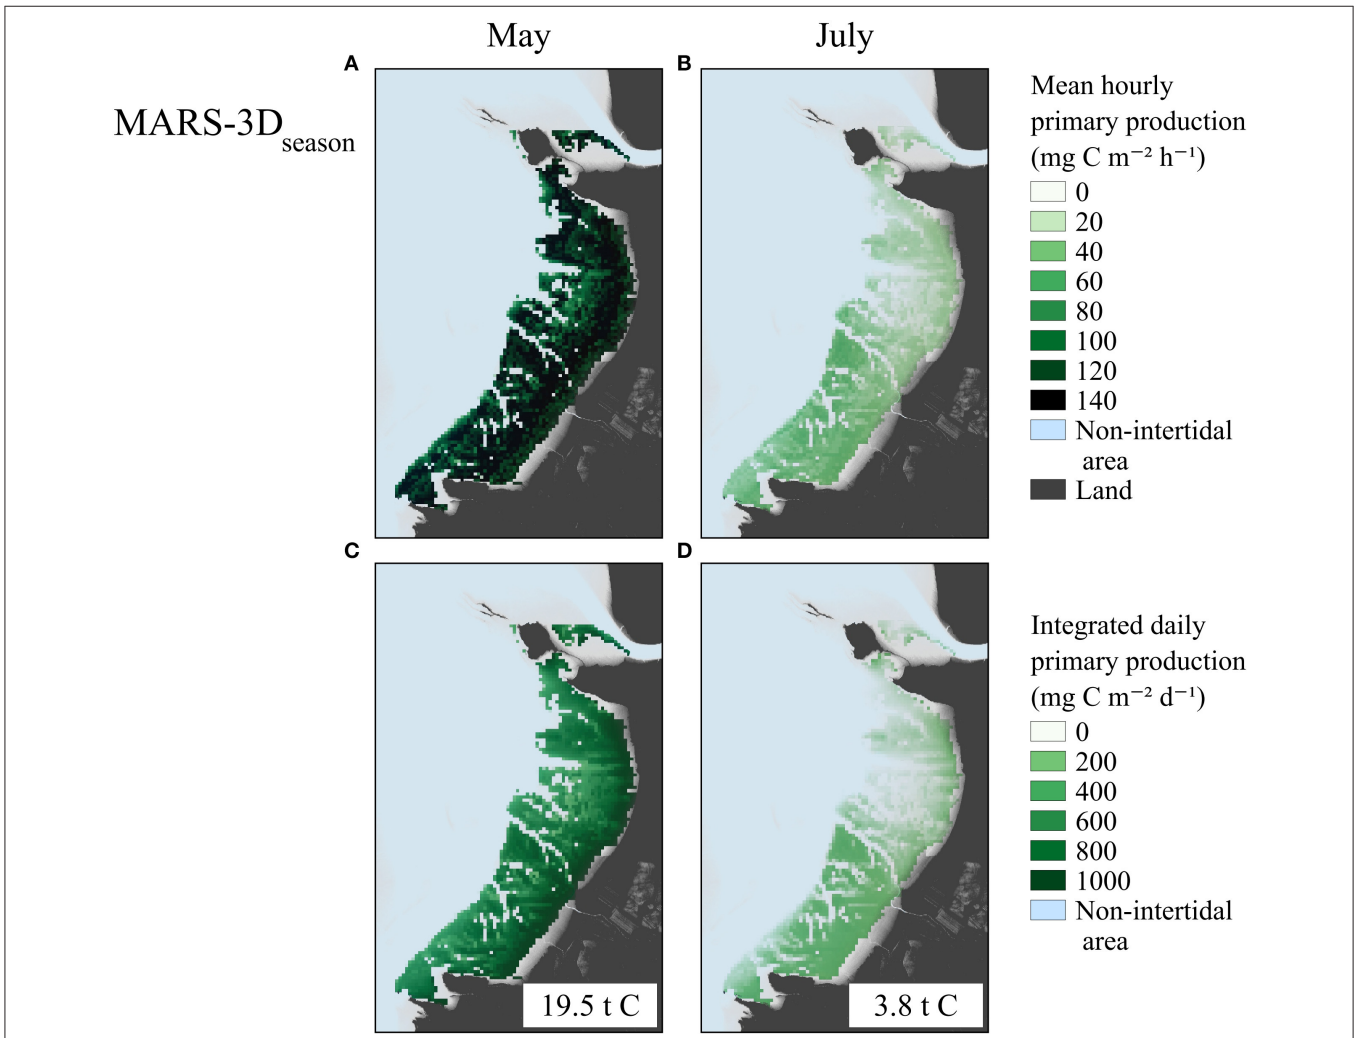 May
July
A
B
MARS-3Dseason
Mean hourly
primary production
(mg C m⁻² h⁻¹)
0
20
40
60
80
100
120
140
Non-intertidal
area
Land
C
D
Integrated daily
primary production
(mg C m⁻² d⁻¹)
0
200
400
600
800
1000
Non-intertidal
area
19.5 t C
3.8 t C